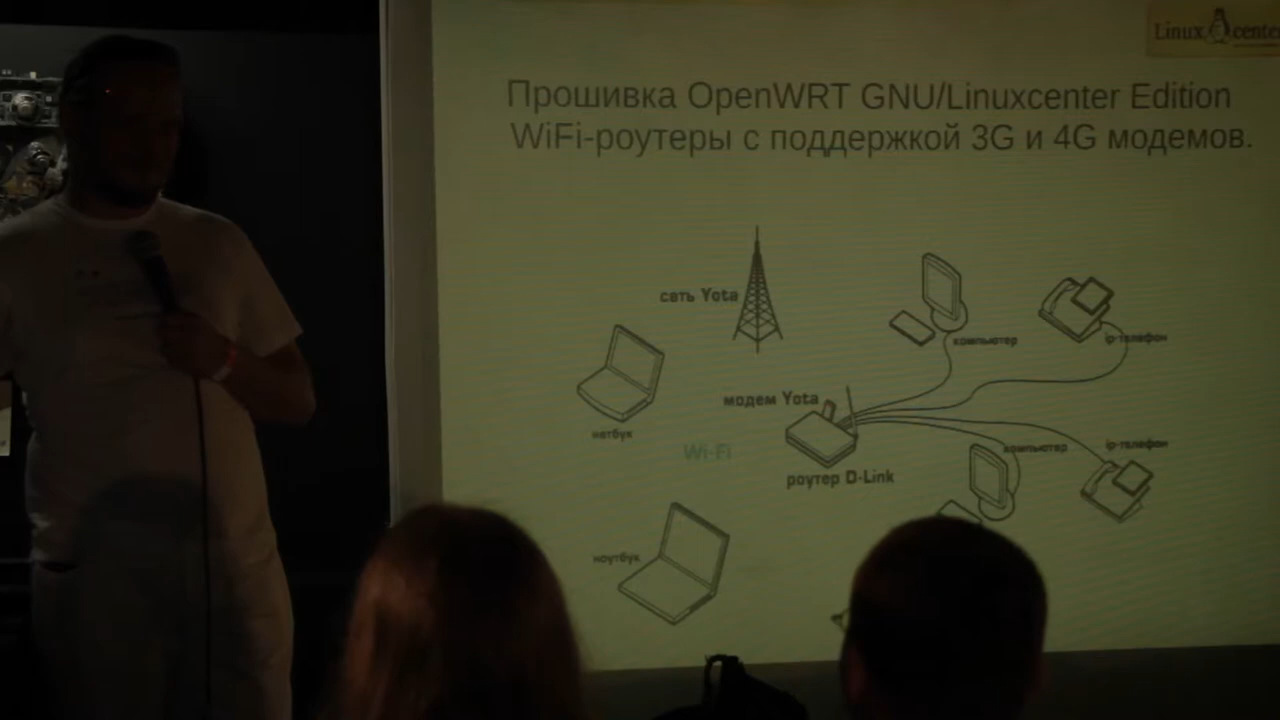 Linux center
Прошивка OpenWRT GNU/Linuxcenter Edition
WiFi-роутеры с поддержкой 3G и 4G модемов.
сеть Yota
компьютер
ip-телефон
модем Yota
нетбук
Wi-Fi
компьютер
ip-телефон
роутер D-Link
ноутбук